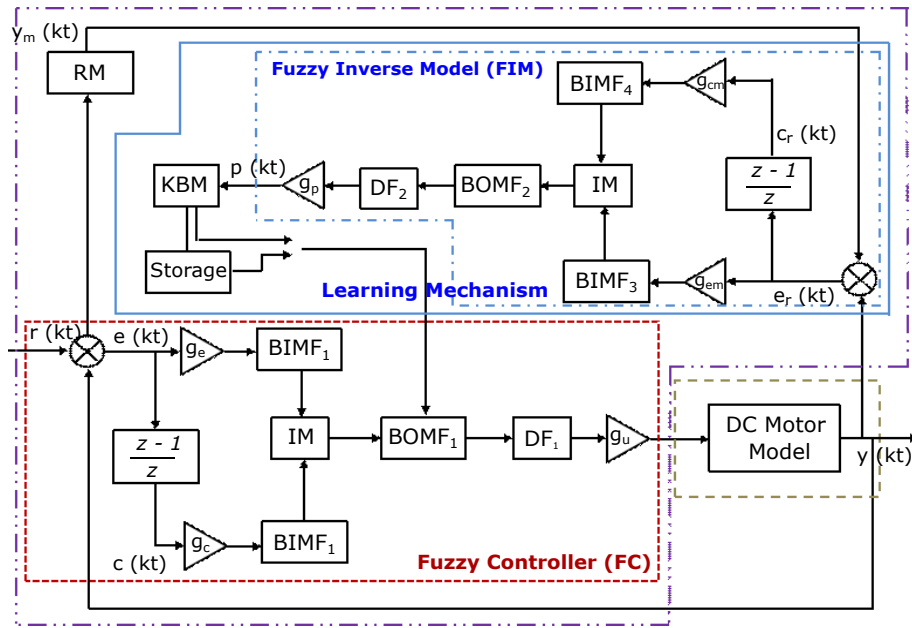 y_m (kt)
RM
Fuzzy Inverse Model (FIM)
BIMF_4
g_cm
c_r (kt)
KBM
p (kt)
g_p
DF_2
BOMF_2
IM
z - 1
z
Storage
BIMF_3
g_em
e_r (kt)
Learning Mechanism
r (kt)
e (kt)
g_e
BIMF_1
z - 1
z
IM
BOMF_1
DF_1
g_u
DC Motor
Model
y (kt)
g_c
BIMF_1
c (kt)
Fuzzy Controller (FC)